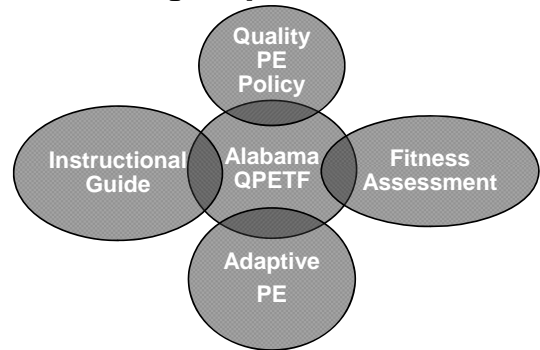 Quality
PE
Policy
Instructional
Guide
Alabama
QPETF
Fitness
Assessment
Adaptive
PE